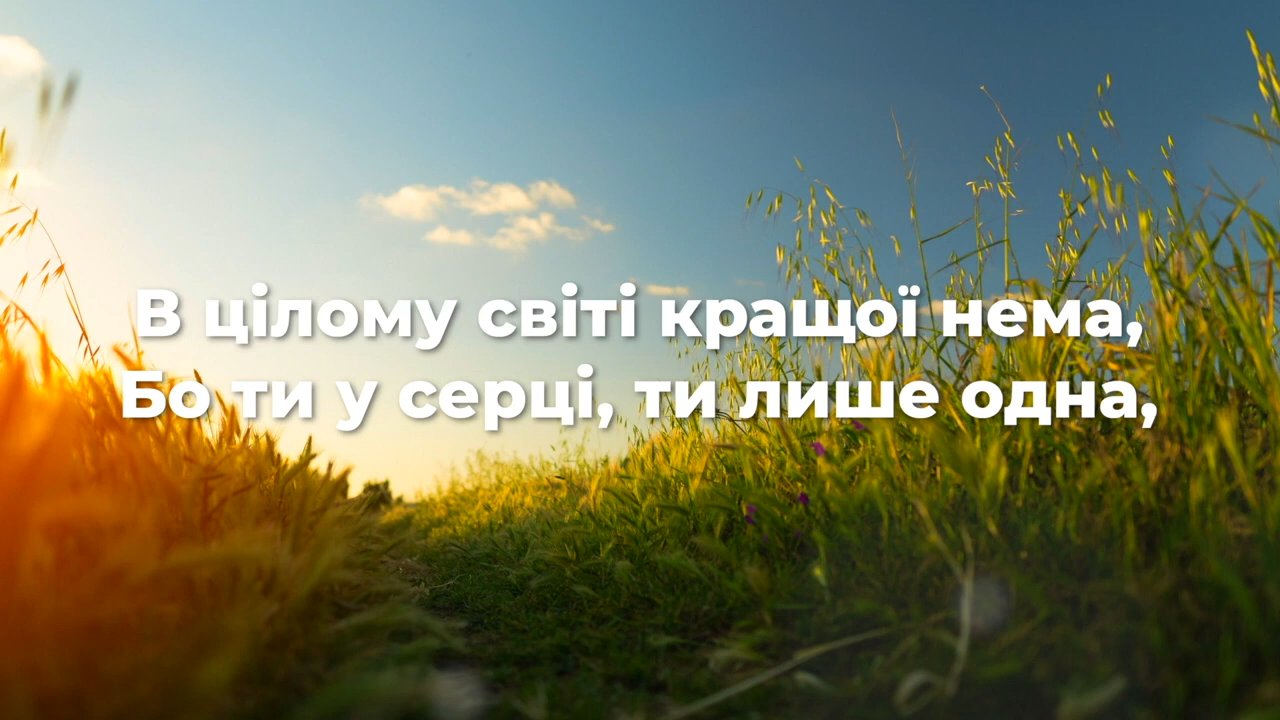 В цілому світі кращої нема,
Бо ти у серці, ти лише одна,